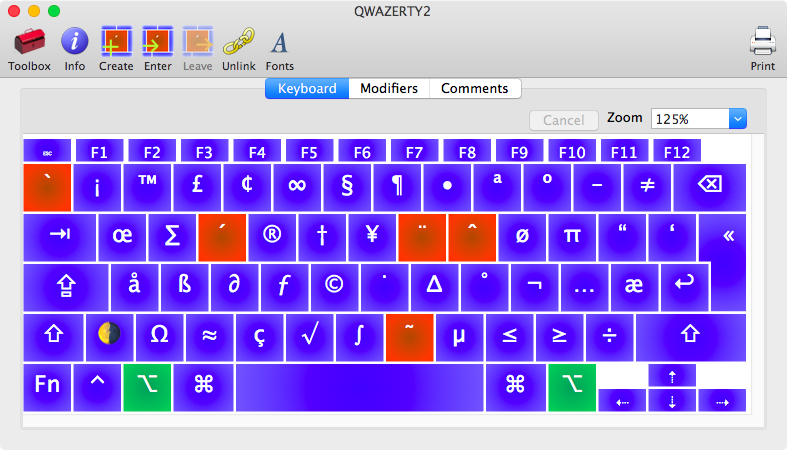 QWAZERTY2
Toolbox Info Create Enter Leave Unlink Fonts Print
Keyboard Modifiers Comments
Cancel Zoom 125%
esc F1 F2 F3 F4 F5 F6 F7 F8 F9 F10 F11 F12
` ¡ ™ £ ¢ ∞ § ¶ • ª º – ≠ ⌫
⇥ œ ∑ ´ ® † ¥ ¨ ˆ ø π “ ‘ «
⇪ å ß ∂ ƒ © ˙ ∆ ˚ ¬ … æ ↩
⇧ Ω ≈ ç √ ∫ ˜ µ ≤ ≥ ÷ ⇧
Fn ^ ⌥ ⌘ ⌘ ⌥ ⇠ ⇡ ⇣ ⇢